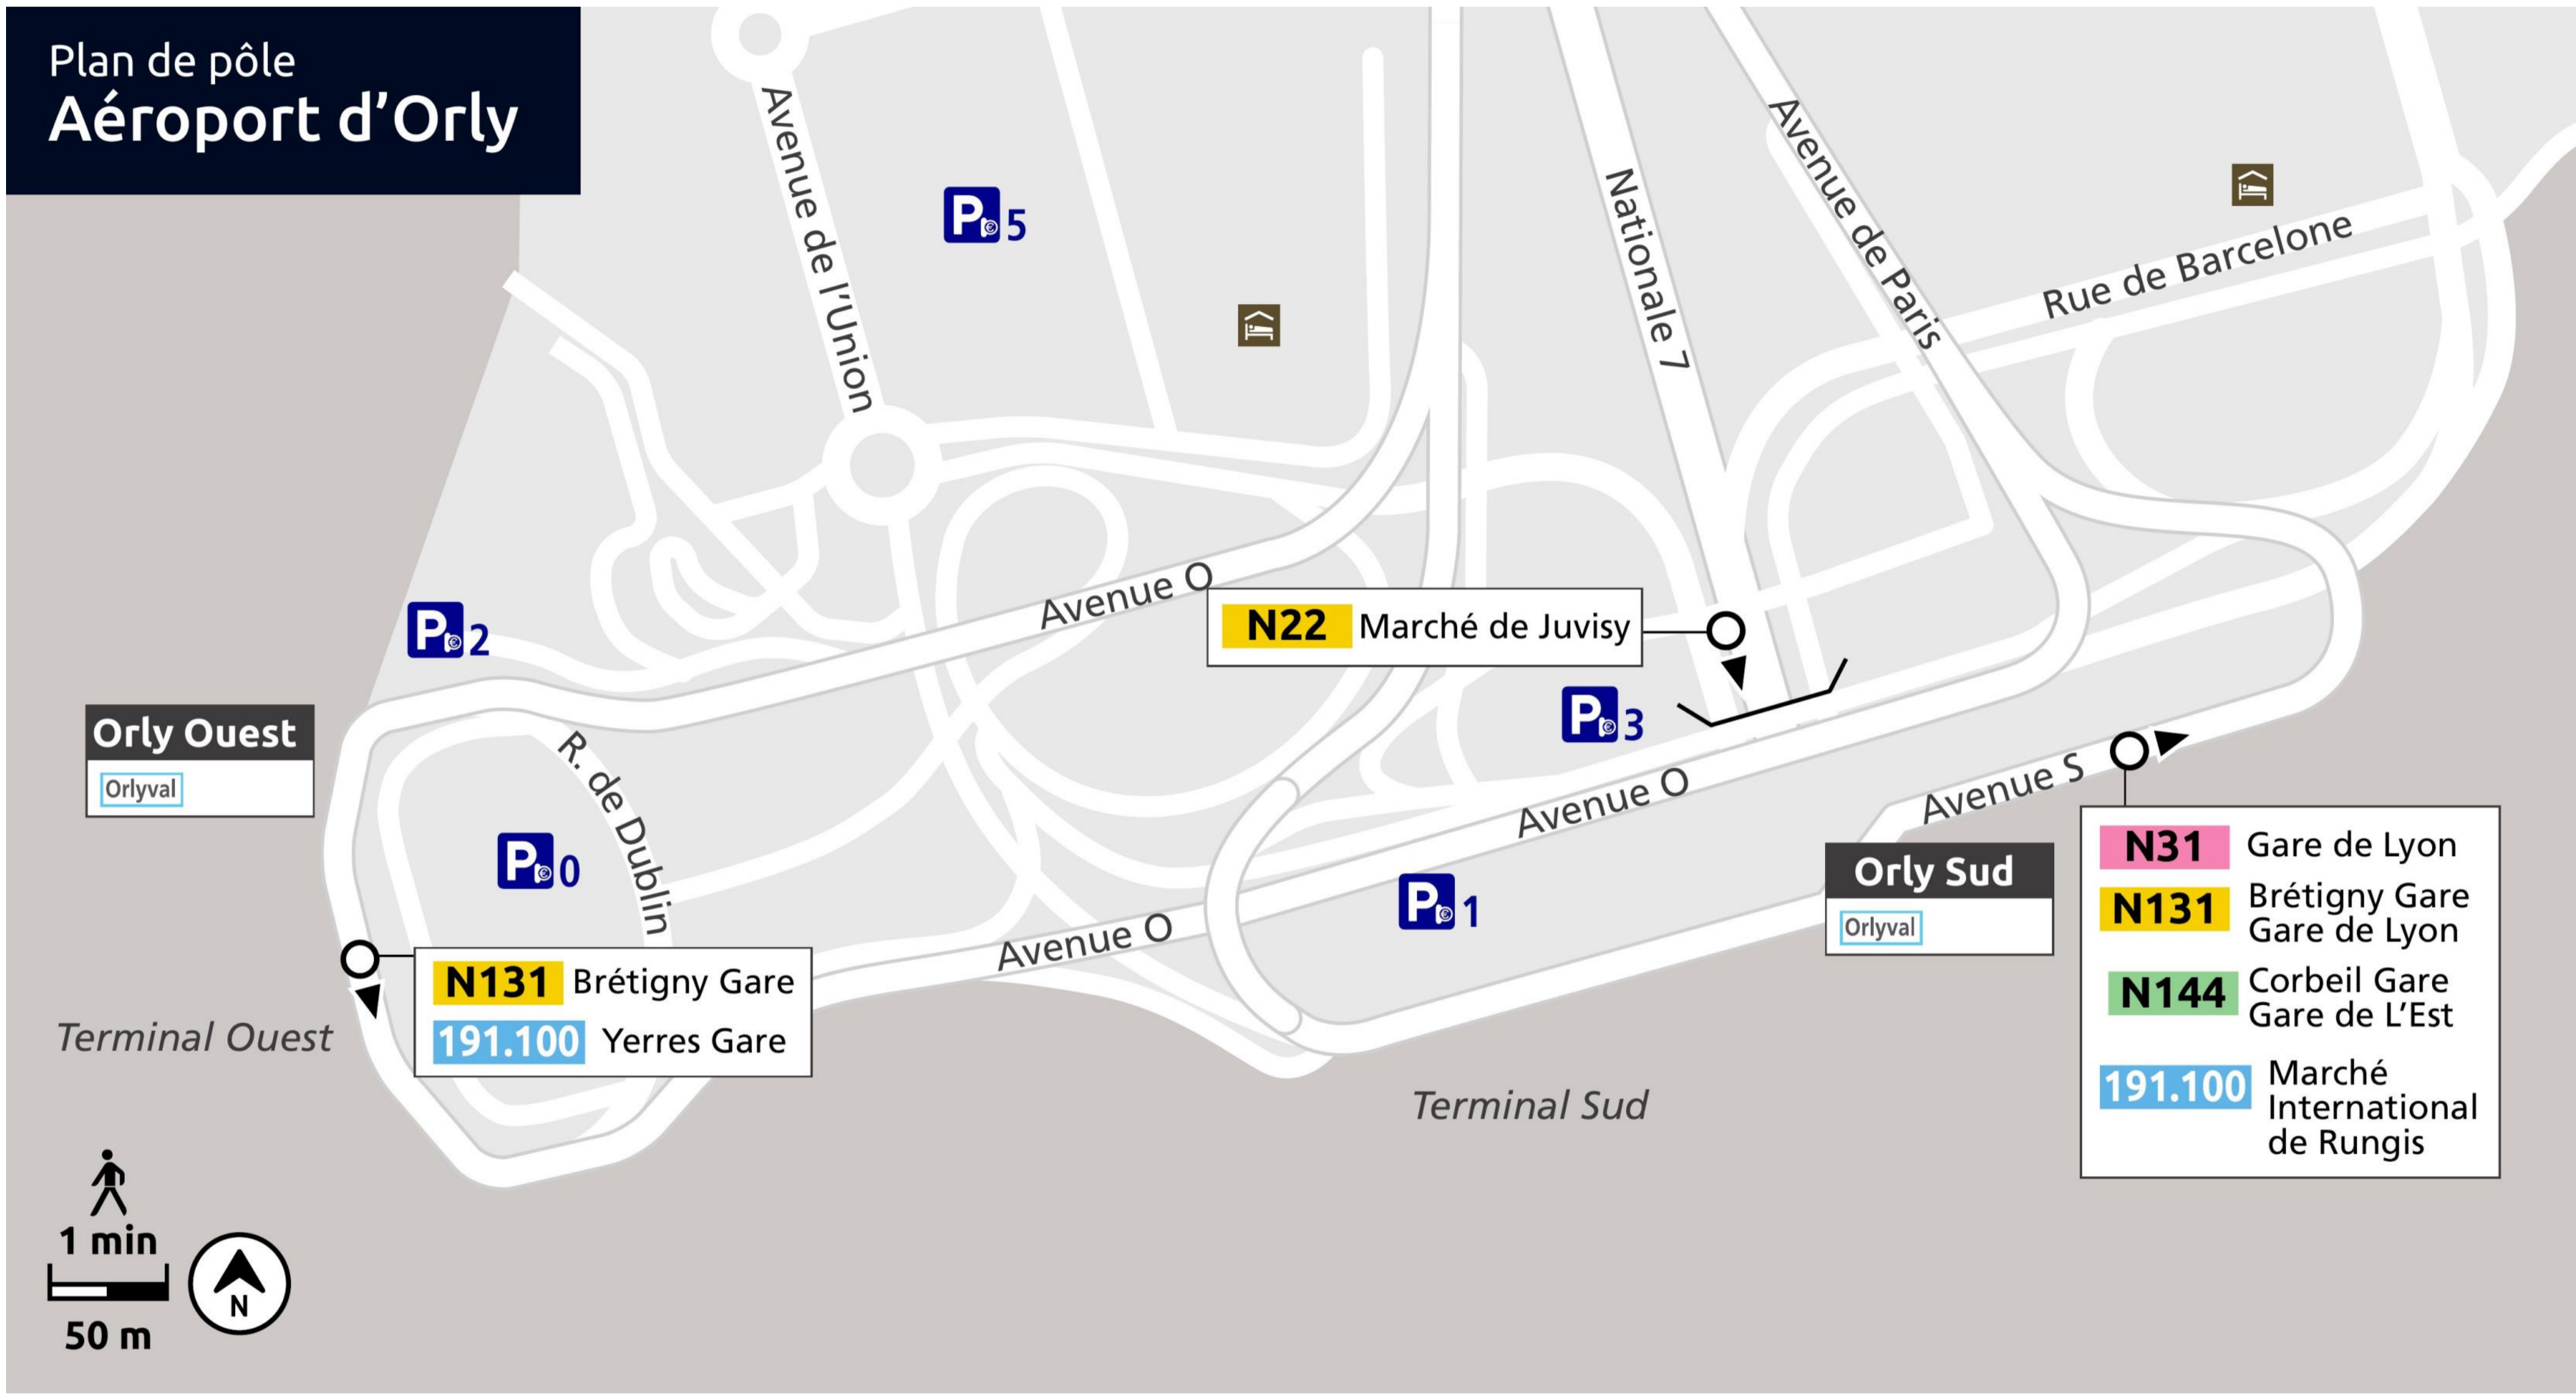 Plan de pôle
Aéroport d'Orly
Avenue de l'Union
P 5
Nationale 7
Avenue de Paris
Rue de Barcelone
Avenue O
N22 Marché de Juvisy
P 2
P 3
Orly Ouest
Orlyval
R. de Dublin
P 0
Avenue O
Avenue S
P 1
Avenue O
Orly Sud
Orlyval
N31 Gare de Lyon
N131 Brétigny Gare
Gare de Lyon
N144 Corbeil Gare
Gare de L'Est
191.100 Marché
International
de Rungis
N131 Brétigny Gare
191.100 Yerres Gare
Terminal Ouest
Terminal Sud
1 min
50 m
N